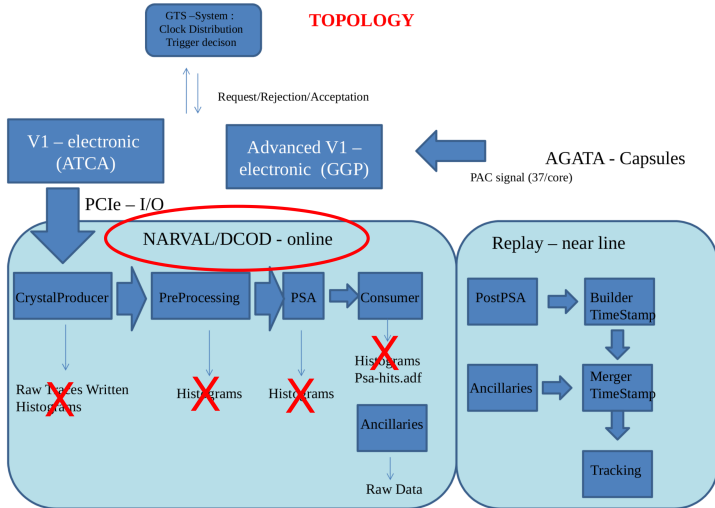 GTS –System :
Clock Distribution
Trigger decison
TOPOLOGY
Request/Rejection/Acceptation
V1 – electronic
(ATCA)
Advanced V1 –
electronic (GGP)
AGATA - Capsules
PAC signal (37/core)
PCIe – I/O
NARVAL/DCOD - online
Replay – near line
CrystalProducer
PreProcessing
PSA
Consumer
PostPSA
Builder
TimeStamp
Raw Traces Written
Histograms
Histograms
Histograms
Histograms
Psa-hits.adf
Ancillaries
Merger
TimeStamp
Ancillaries
Raw Data
Tracking